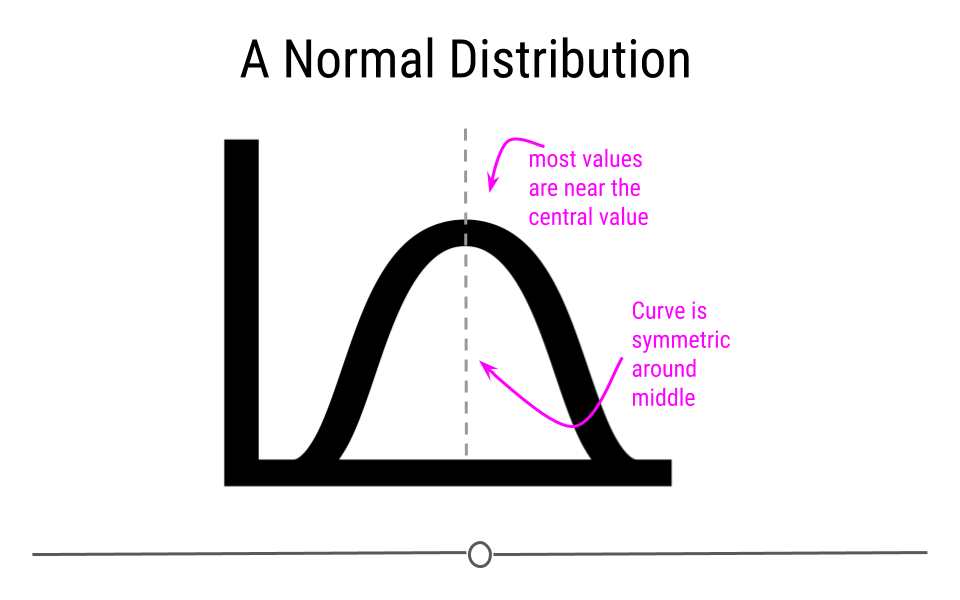 A Normal Distribution
most values
are near the
central value
Curve is
symmetric
around
middle